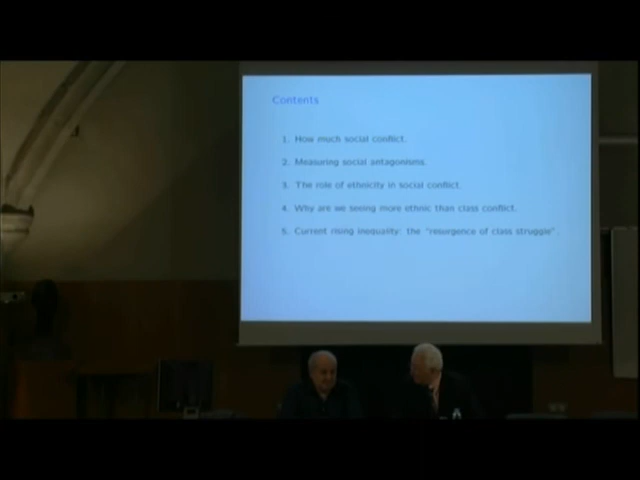 Contents
1. How much social conflict.
2. Measuring social antagonisms.
3. The role of ethnicity in social conflict.
4. Why are we seeing more ethnic than class conflict.
5. Current rising inequality: the "resurgence of class struggle".